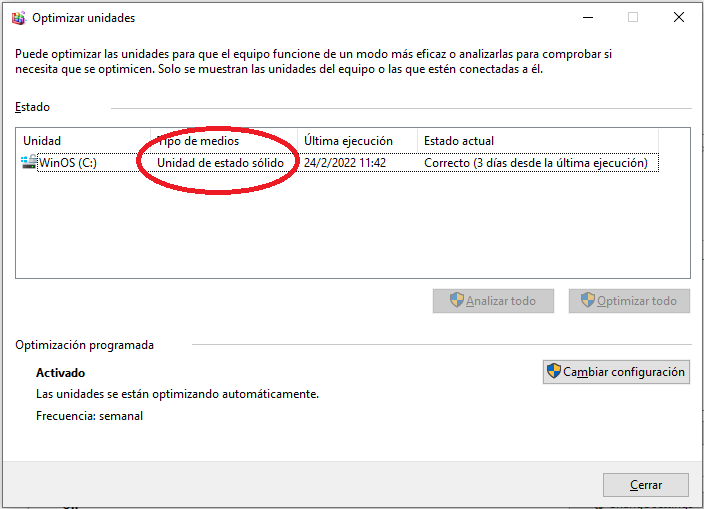 Optimizar unidades
Puede optimizar las unidades para que el equipo funcione de un modo más eficaz o analizarlas para comprobar si
necesita que se optimicen. Solo se muestran las unidades del equipo o las que estén conectadas a él.
Estado
Unidad Tipo de medios Última ejecución Estado actual
WinOS (C:) Unidad de estado sólido 24/2/2022 11:42 Correcto (3 días desde la última ejecución)
Analizar todo Optimizar todo
Optimización programada
Activado
Cambiar configuración
Las unidades se están optimizando automáticamente.
Frecuencia: semanal
Cerrar